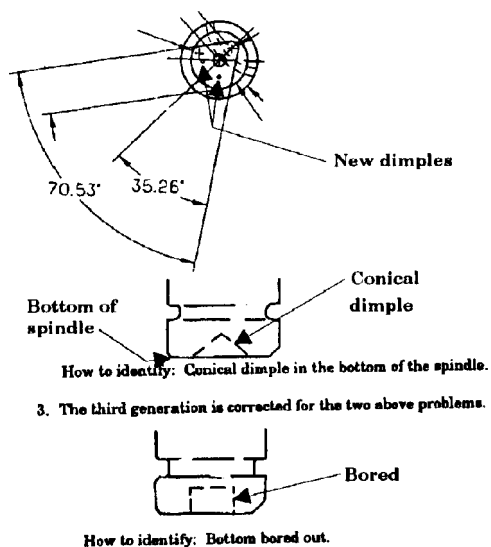 New dimples
70.53°
35.26°
Conical
dimple
Bottom of
spindle
How to identify: Conical dimple in the bottom of the spindle.
3. The third generation is corrected for the two above problems.
Bored
How to identify: Bottom bored out.